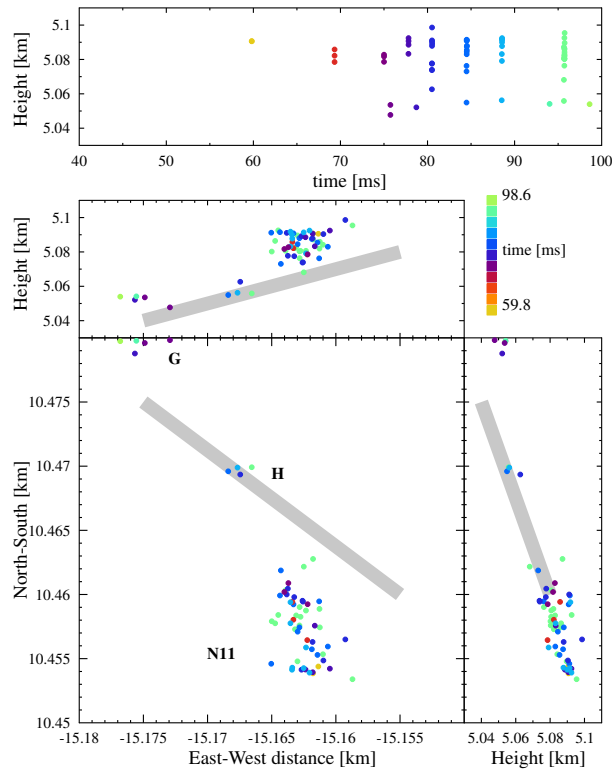 5.1
5.08
5.06
5.04
Height [km]
40 50 60 70 80 90 100
time [ms]
5.1
5.08
5.06
5.04
Height [km]
98.6
time [ms]
59.8
G
H
N11
10.475
10.47
10.465
10.46
10.455
10.45
North-South [km]
-15.18 -15.175 -15.17 -15.165 -15.16 -15.155
East-West distance [km]
5.04 5.06 5.08 5.1
Height [km]